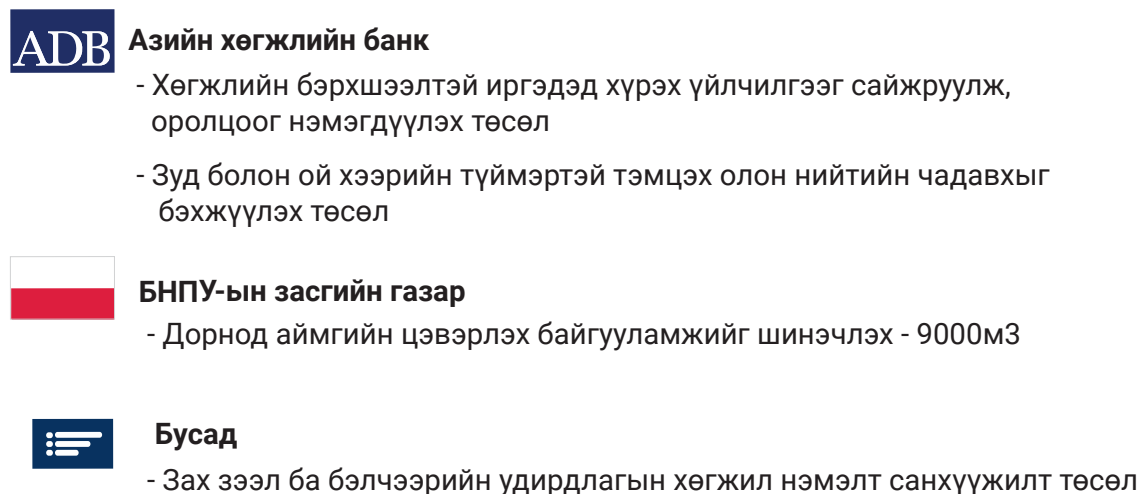 ADB Азийн хөгжлийн банк
- Хөгжлийн бэрхшээлтэй иргэдэд хүрэх үйлчилгээг сайжруулж,
оролцоог нэмэгдүүлэх төсөл
- Зуд болон ой хээрийн түймэртэй тэмцэх олон нийтийн чадавхыг
бэхжүүлэх төсөл
БНПУ-ын засгийн газар
- Дорнод аймгийн цэвэрлэх байгууламжийг шинэчлэх - 9000м3
Бусад
- Зах зээл ба бэлчээрийн удирдлагын хөгжил нэмэлт санхүүжилт төсөл